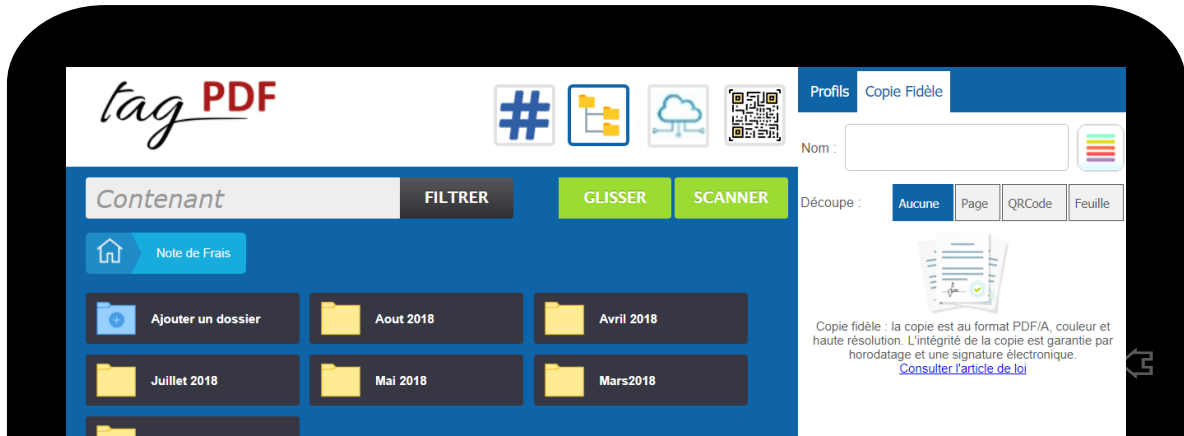 tag PDF
Contenant
FILTRER
GLISSER
SCANNER
Note de Frais
Ajouter un dossier
Aout 2018
Avril 2018
Juillet 2018
Mai 2018
Mars2018
Profils
Copie Fidèle
Nom :
Découpe :
Aucune
Page
QRCode
Feuille
Copie fidèle : la copie est au format PDF/A, couleur et
haute résolution. L'intégrité de la copie est garantie par
horodatage et une signature électronique.
Consulter l'article de loi